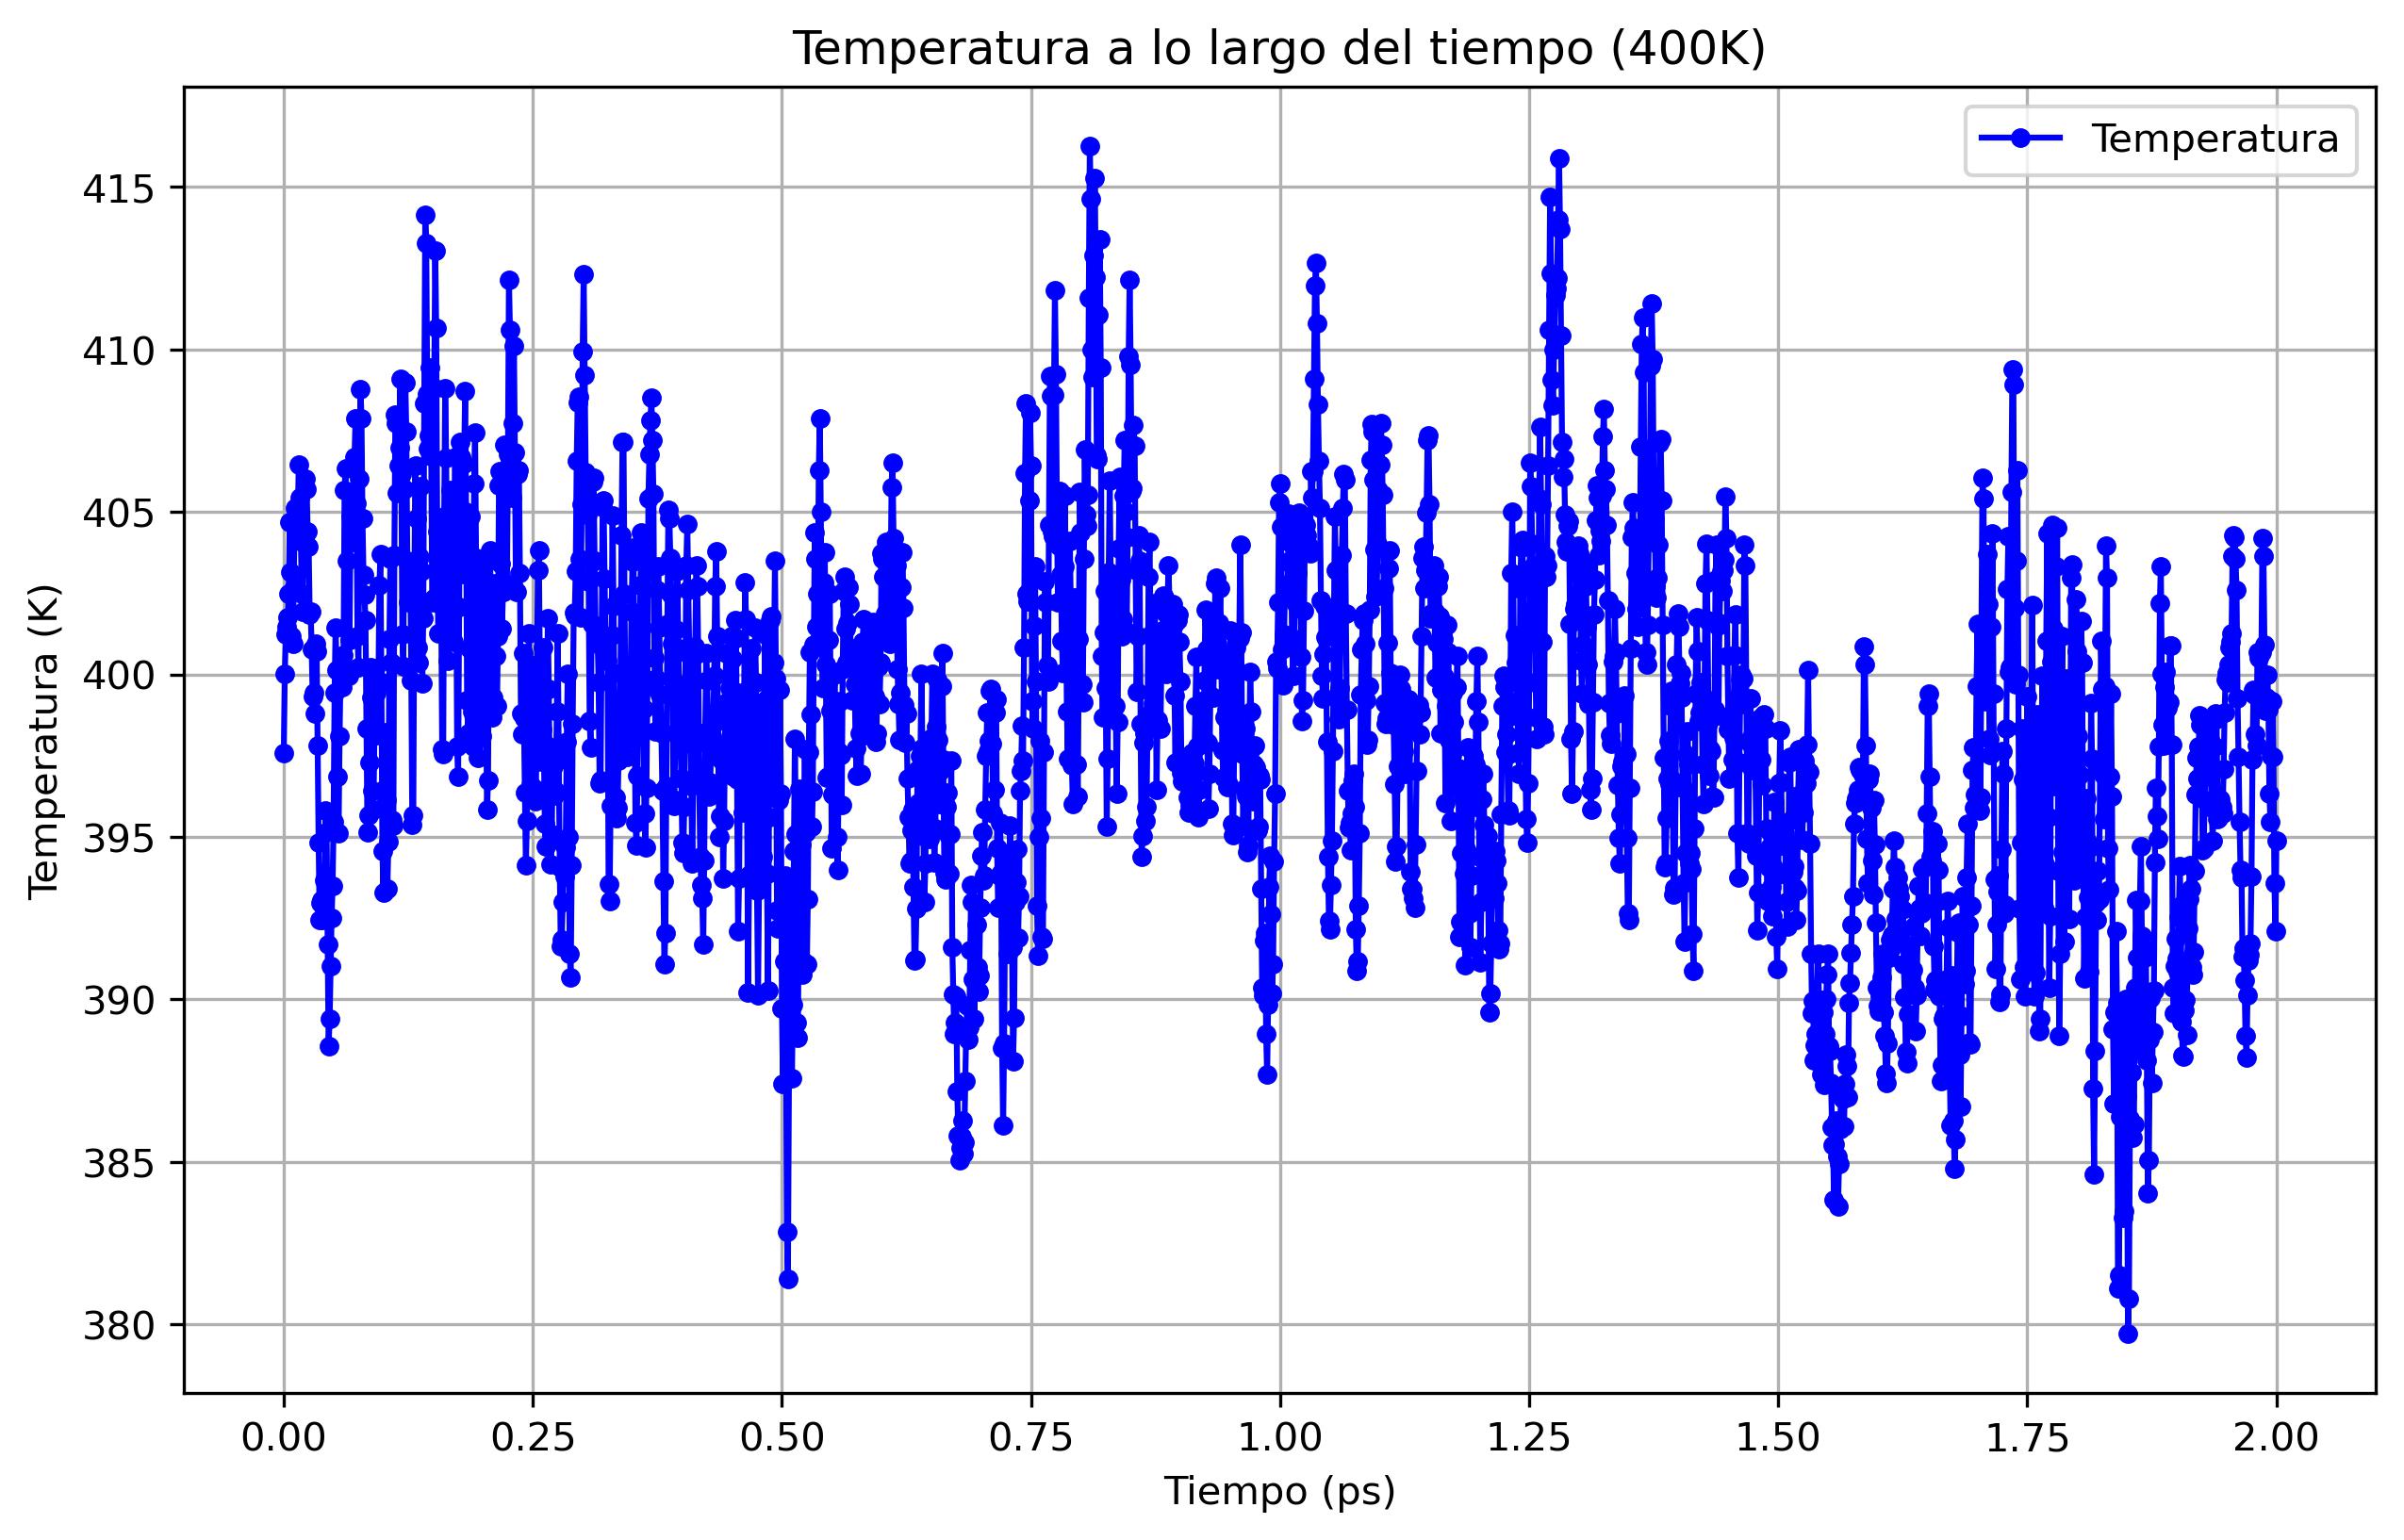 Temperatura a lo largo del tiempo (400K)
Temperatura
Temperatura (K)
415
410
405
400
395
390
385
380
0.00 0.25 0.50 0.75 1.00 1.25 1.50 1.75 2.00
Tiempo (ps)